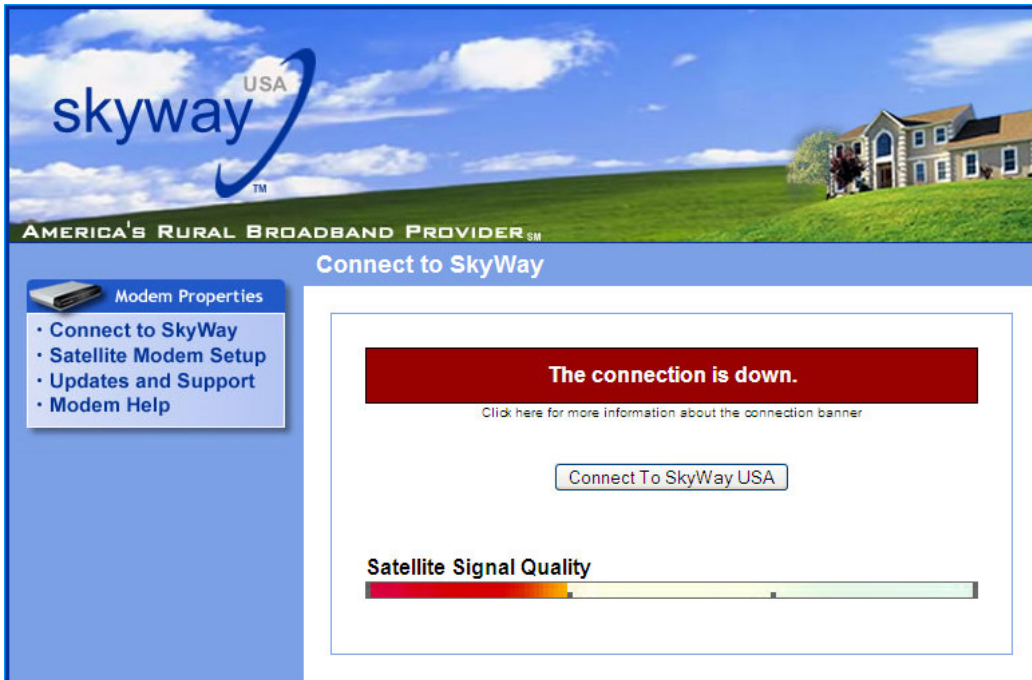 USA
skyway
TM
AMERICA'S RURAL BROADBAND PROVIDER SM
Connect to SkyWay
Modem Properties
· Connect to SkyWay
· Satellite Modem Setup
· Updates and Support
· Modem Help
The connection is down.
Click here for more information about the connection banner
Connect To SkyWay USA
Satellite Signal Quality